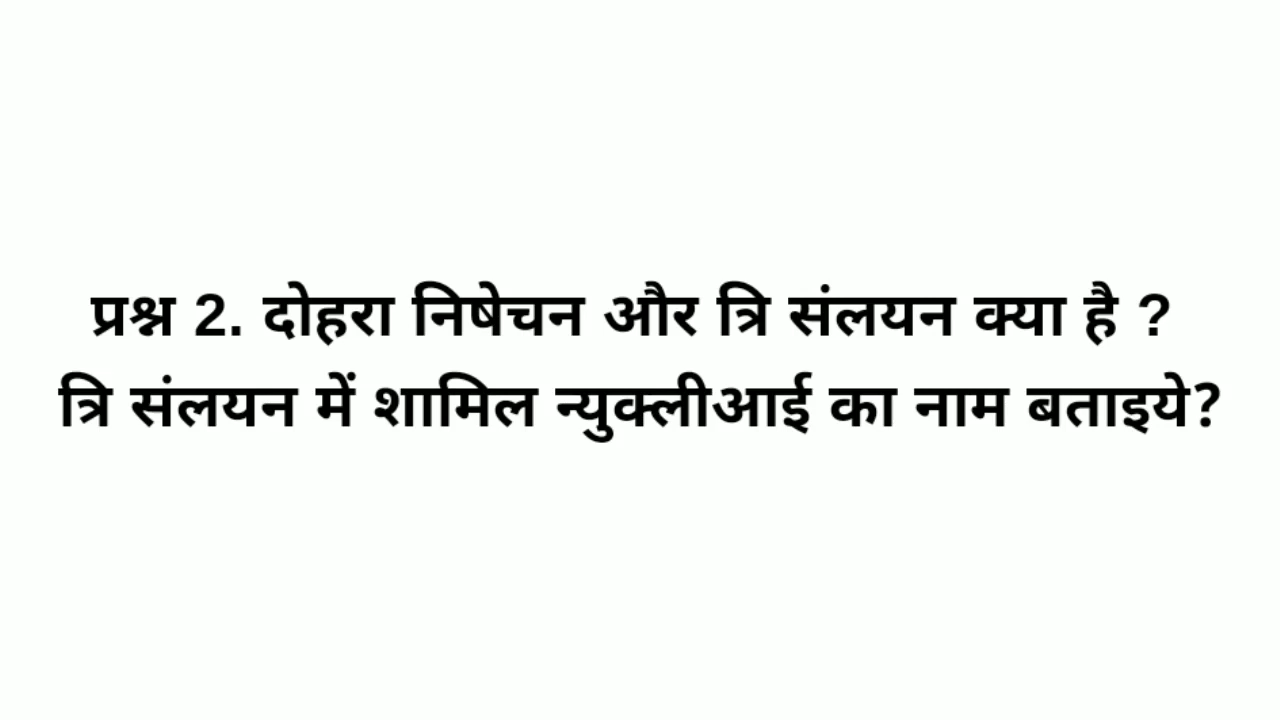 प्रश्न 2. दोहरा निषेचन और त्रि संलयन क्या है ?
त्रि संलयन में शामिल न्युक्लीआई का नाम बताइये?